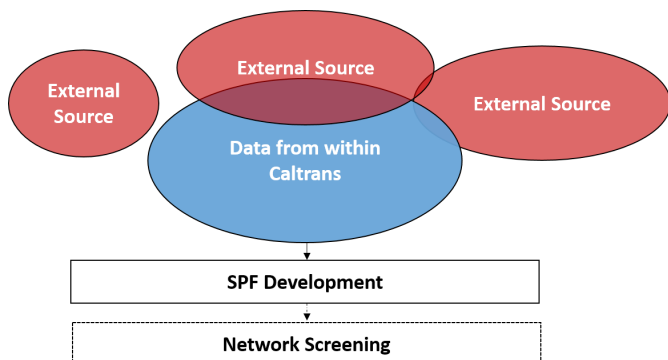 External Source
External
Source
External Source
Data from within
Caltrans
SPF Development
Network Screening